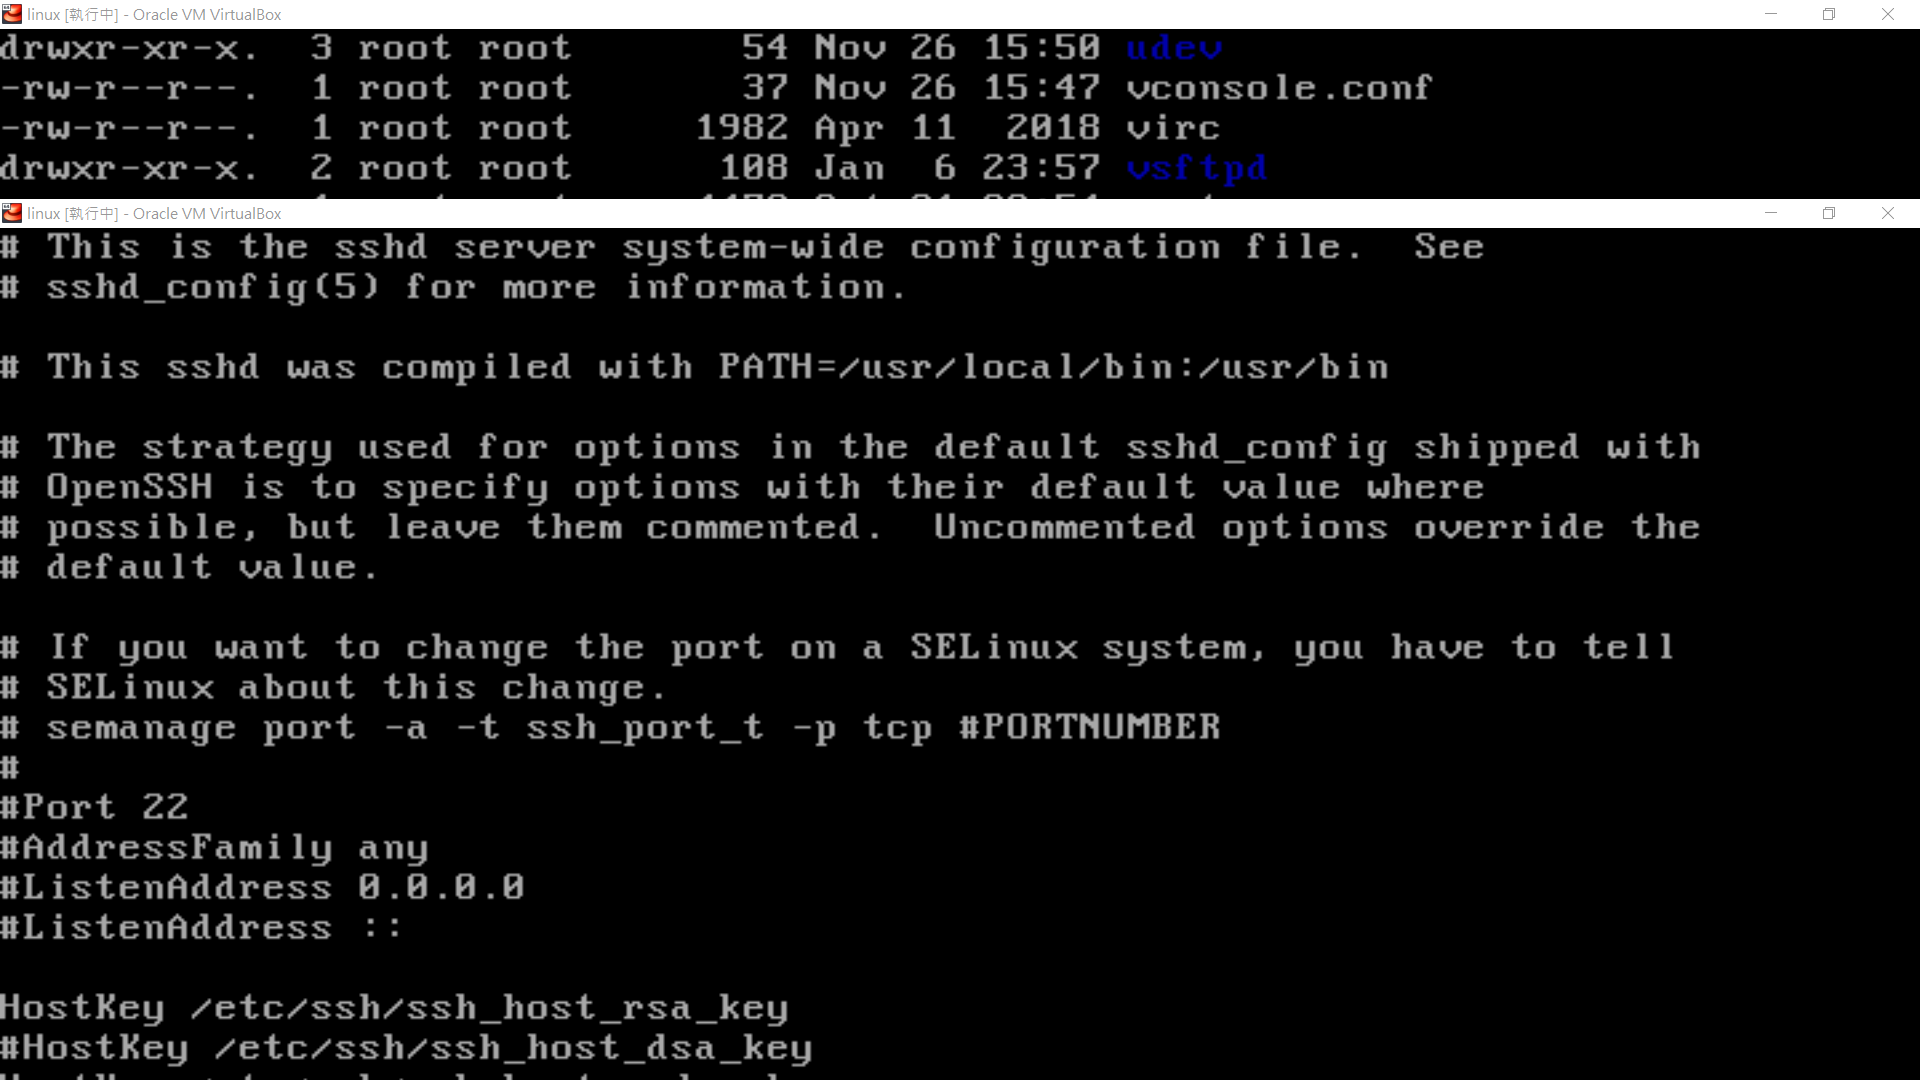 linux [執行中] - Oracle VM VirtualBox
drwxr-xr-x.  3 root root       54 Nov 26 15:50 udev
-rw-r--r--.  1 root root       37 Nov 26 15:47 vconsole.conf
-rw-r--r--.  1 root root     1982 Apr 11  2018 virc
drwxr-xr-x.  2 root root      108 Jan  6 23:57 vsftpd
linux [執行中] - Oracle VM VirtualBox
# This is the sshd server system-wide configuration file.  See
# sshd_config(5) for more information.
# This sshd was compiled with PATH=/usr/local/bin:/usr/bin
# The strategy used for options in the default sshd_config shipped with
# OpenSSH is to specify options with their default value where
# possible, but leave them commented.  Uncommented options override the
# default value.
# If you want to change the port on a SELinux system, you have to tell
# SELinux about this change.
# semanage port -a -t ssh_port_t -p tcp #PORTNUMBER
#
#Port 22
#AddressFamily any
#ListenAddress 0.0.0.0
#ListenAddress ::
HostKey /etc/ssh/ssh_host_rsa_key
#HostKey /etc/ssh/ssh_host_dsa_key